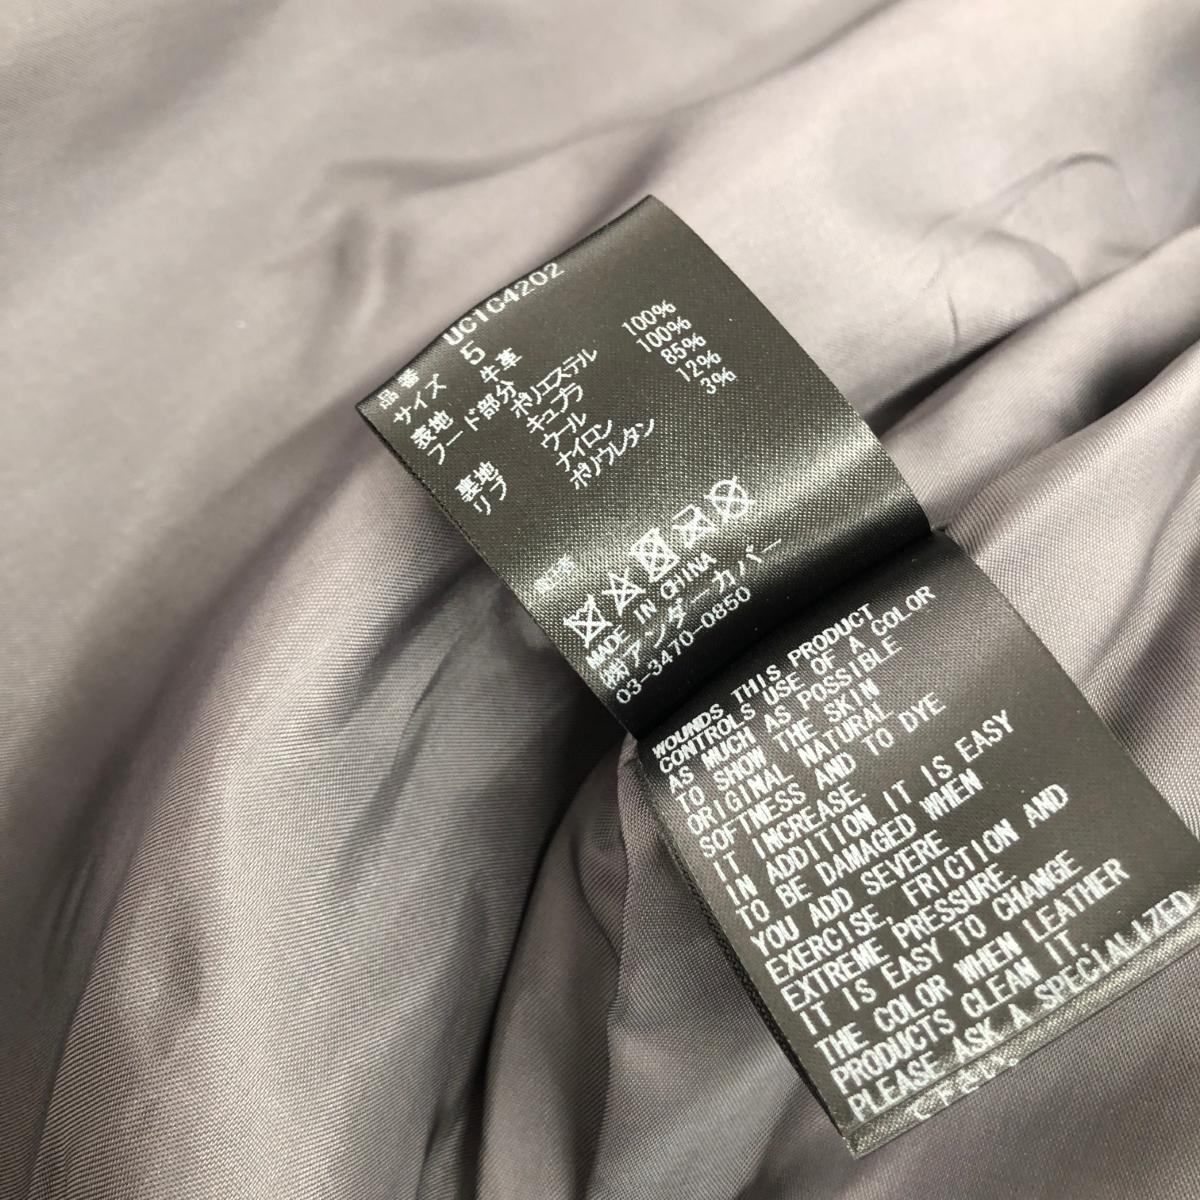 品番 UC1C4202
サイズ 5
表地 牛革
フード部分 ポリエステル 100%
裏地 キュプラ 100%
リブ ウール 85%
ナイロン 12%
ポリウレタン 3%
MADE IN CHINA
㈱アンダーカバー
03-3470-0850
WOUNDS THIS PRODUCT
CONTROLS USE OF A COLOR
AS MUCH AS POSSIBLE
TO SHOW THE SKIN
ORIGINAL NATURAL
SOFTNESS AND TO DYE
IT INCREASE.
IN ADDITION IT IS EASY
TO BE DAMAGED WHEN
YOU ADD SEVERE
EXERCISE, FRICTION AND
EXTREME PRESSURE.
IT IS EASY TO CHANGE
THE COLOR WHEN LEATHER
PRODUCTS CLEAN IT.
PLEASE ASK A SPECIALIZED
て下さい。